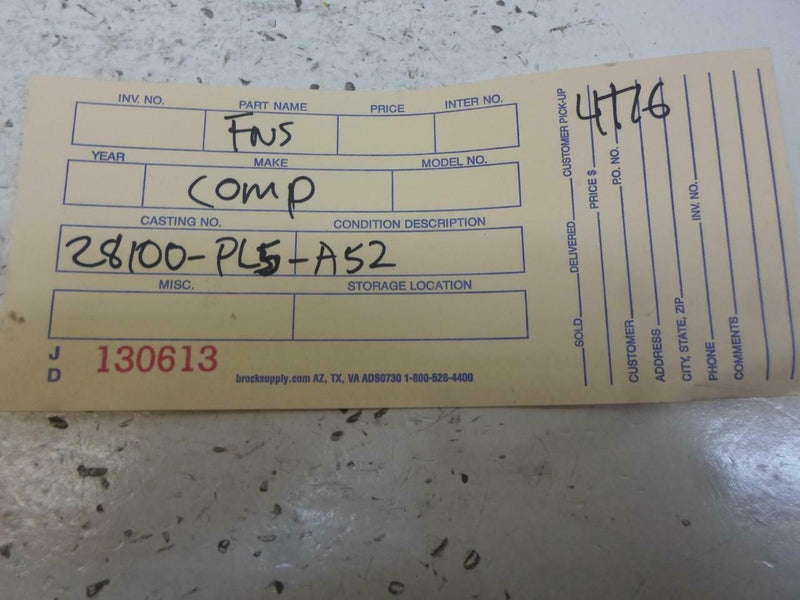 INV. NO. PART NAME PRICE INTER NO.
FNS
YEAR MAKE MODEL NO.
COMP
CASTING NO. CONDITION DESCRIPTION
28100-PL5-A52
MISC. STORAGE LOCATION
J D 130613
brocksupply.com AZ, TX, VA ADS0730 1-800-528-4400
4T16
SOLD DELIVERED CUSTOMER PICK-UP
PRICE $
P.O. NO.
CUSTOMER
ADDRESS
CITY, STATE, ZIP
PHONE INV. NO.
COMMENTS